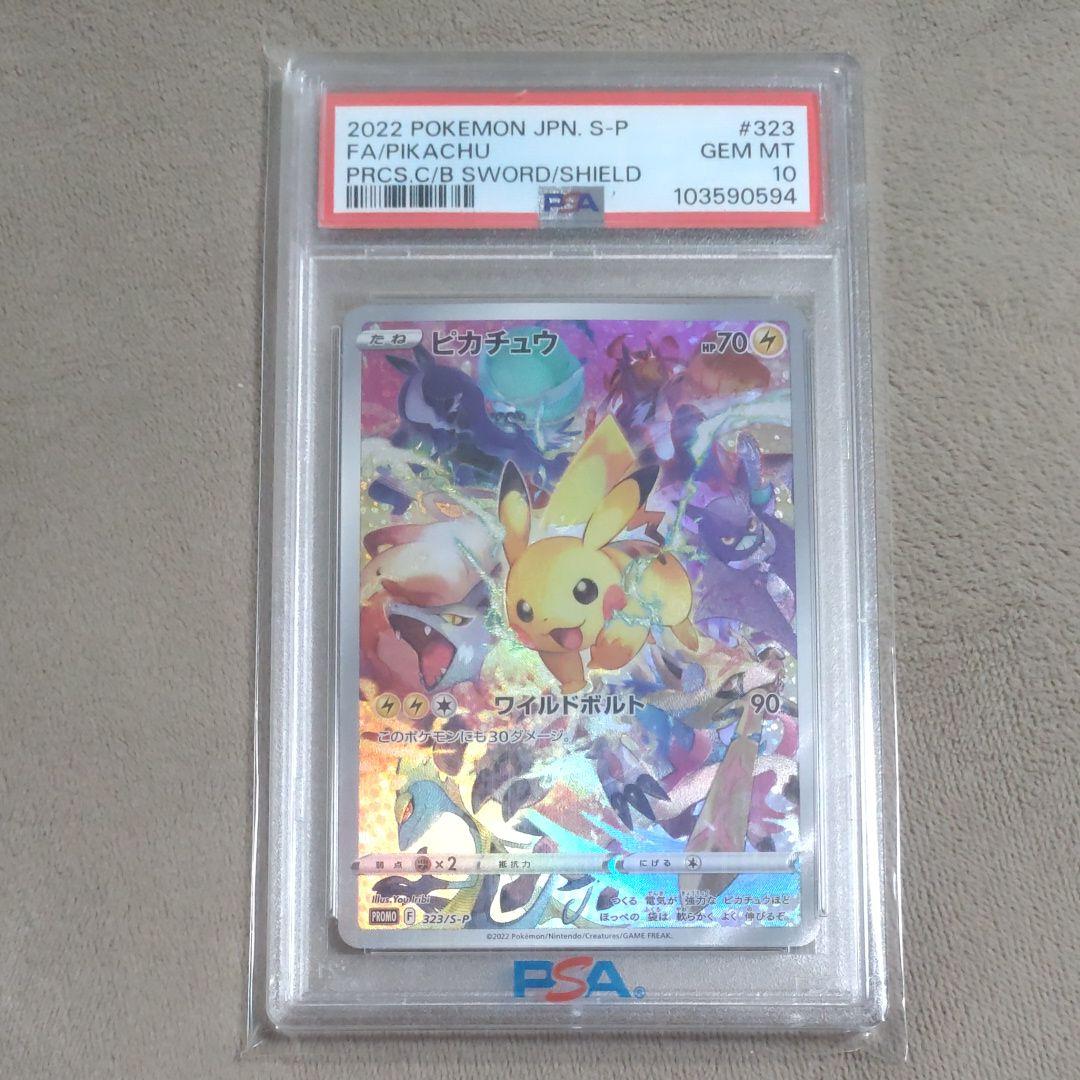 2022 POKEMON JPN. S-P #323
FA/PIKACHU GEM MT
PRCS.C/B SWORD/SHIELD 10
PSA 103590594
たね ピカチュウ HP70
ワイルドボルト 90
このポケモンにも30ダメージ。
弱点 ×2 抵抗力 にげる
Illus. You Iribi
つくる 電気が 強力な ピカチュウほど
PROMO F 323/S-P ほっぺの 袋は 軟らかく よく 伸びるぞ。
©2022 Pokémon/Nintendo/Creatures/GAME FREAK.
PSA®